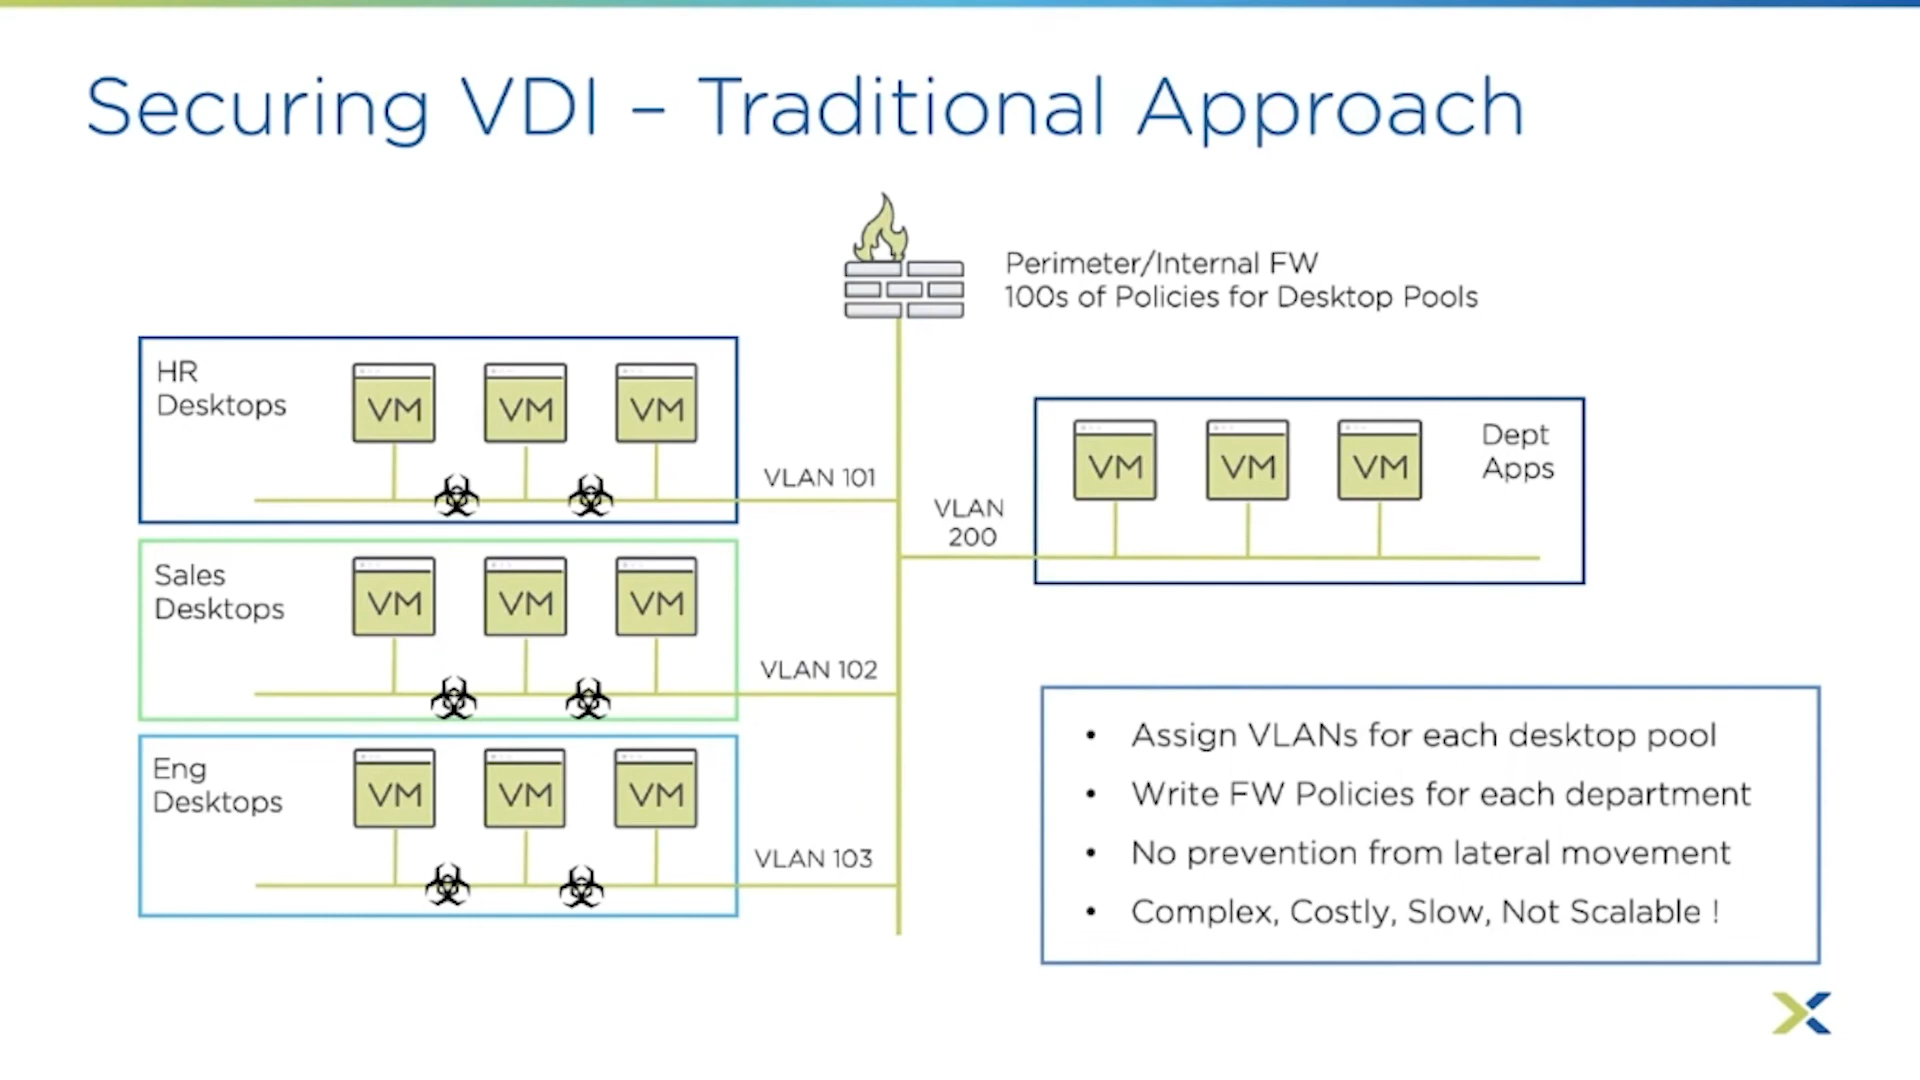 Securing VDI – Traditional Approach
Perimeter/Internal FW
100s of Policies for Desktop Pools
HR
Desktops
VM VM VM
VLAN 101
Sales
Desktops
VM VM VM
VLAN 102
Eng
Desktops
VM VM VM
VLAN 103
VLAN
200
VM VM VM
Dept
Apps
• Assign VLANs for each desktop pool
• Write FW Policies for each department
• No prevention from lateral movement
• Complex, Costly, Slow, Not Scalable !